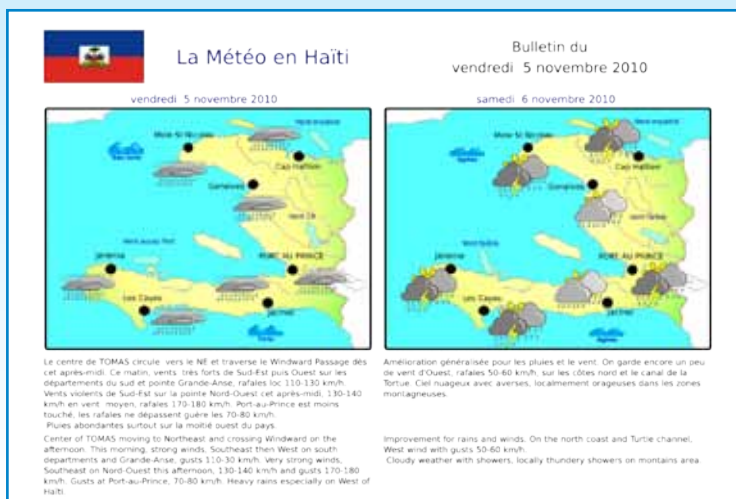 La Météo en Haïti
Bulletin du
vendredi 5 novembre 2010
vendredi 5 novembre 2010
Mole St Nicolas
Cap Haïtien
Gonaives
Jeremie
PORT AU PRINCE
Les Cayes
Jacmel
Le centre de TOMAS circule vers le NE et traverse le Windward Passage dès
cet après-midi. Ce matin, vents très forts de Sud-Est puis Ouest sur les
départements du sud et pointe Grande-Anse, rafales loc 110-130 km/h.
Vents violents de Sud-Est sur la pointe Nord-Ouest cet après-midi, 130-140
km/h en vent moyen, rafales 170-180 km/h. Port-au-Prince est moins
touché, les rafales ne dépassent guère les 70-80 km/h.
Pluies abondantes surtout sur la moitié ouest du pays.
Center of TOMAS moving to Northeast and crossing Windward on the
afternoon. This morning, strong winds, Southeast then West on south
departments and Grande-Anse, gusts 110-30 km/h. Very strong winds,
Southeast on Nord-Ouest this afternoon, 130-140 km/h and gusts 170-180
km/h. Gusts at Port-au-Prince, 70-80 km/h. Heavy rains especially on West of
Haïti.
samedi 6 novembre 2010
Mole St Nicolas
Cap Haïtien
Gonaives
Jeremie
PORT AU PRINCE
Les Cayes
Jacmel
Amélioration généralisée pour les pluies et le vent. On garde encore un peu
de vent d'Ouest, rafales 50-60 km/h, sur les côtes nord et le canal de la
Tortue. Ciel nuageux avec averses, localement orageuses dans les zones
montagneuses.
Improvement for rains and winds. On the north coast and Turtle channel,
West wind with gusts 50-60 km/h.
Cloudy weather with showers, locally thundery showers on montains area.